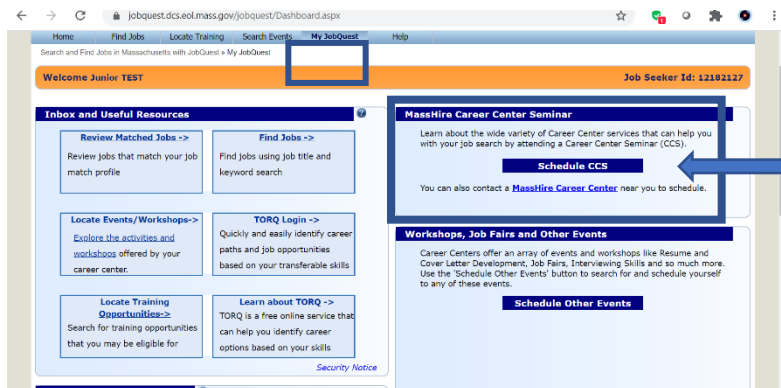 jobquest.dcs.eol.mass.gov/jobquest/Dashboard.aspx
Home Find Jobs Locate Training Search Events My JobQuest Help
Search and Find Jobs in Massachusetts with JobQuest » My JobQuest
Welcome Junior TEST Job Seeker Id: 12182127
Inbox and Useful Resources
Review Matched Jobs ->
Review jobs that match your job
match profile
Find Jobs ->
Find jobs using job title and
keyword search
Locate Events/Workshops->
Explore the activities and
workshops offered by your
career center.
TORQ Login ->
Quickly and easily identify career
paths and job opportunities
based on your transferable skills
Locate Training
Opportunities->
Search for training opportunities
that you may be eligible for
Learn about TORQ ->
TORQ is a free online service that
can help you identify career
options based on your skills
Security Notice
MassHire Career Center Seminar
Learn about the wide variety of Career Center services that can help you
with your job search by attending a Career Center Seminar (CCS).
Schedule CCS
You can also contact a MassHire Career Center near you to schedule.
Workshops, Job Fairs and Other Events
Career Centers offer an array of events and workshops like Resume and
Cover Letter Development, Job Fairs, Interviewing Skills and so much more.
Use the 'Schedule Other Events' button to search for and schedule yourself
to any of these events.
Schedule Other Events